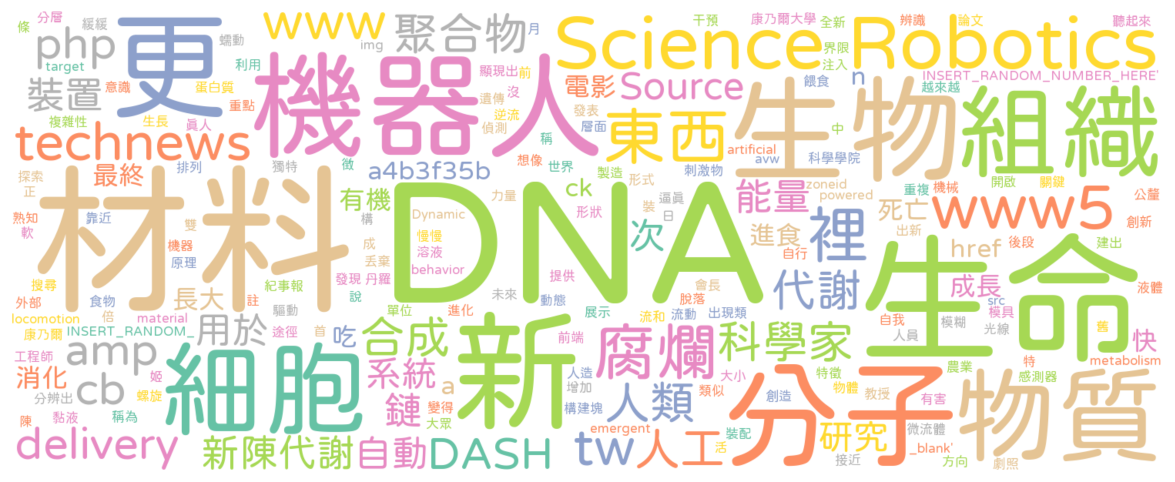 分層 緩緩 條
php 聚合物 月
www
Science Robotics
干預 康乃爾大學 全新 辨識 論文 聽起來
target 蠕動 img
更
機器人
顯現出 前
電影 Source
餵食 n
界限 注入
INSERT_RANDOM_NUMBER_HERE'
越來越
裝置 利用 意識 蛋白質
重點 遺傳 沒 逆流 發表
層面 中
生物
組織
technews
複雜性 生長 眞人
偵測 稱
東西
artificial avw 科學學院
排列 獨特
最終
a4b3f35b
想像 徵 世界 製造 刺激物
重複 機械 開啟 關鍵 公釐
探索 正
有機 ck 形式 逼眞
能量 zoneid powered
死亡 www5
熟知 靠近 雙
材料
DNA
構 力量 Dynamic
形狀 裝 日
次 進食 裡
出新 後段 創新
軟 機器 成 慢慢 溶液
丟棄
behavior
提供 會長
代謝 自行
href 建出
生命
搜尋 原理 紀事報 發現 丹羅
外部 食物 倍 長大 註 驅動 說
未來 動態 脫落 出現類
成長 src 模具 液體
locomotion material 單位 進化
展示 流和 流動
自我 模糊 舊
康乃爾 INSERT_RANDOM_
用於 途徑 首
吃 合成
新
前端
腐爛 科學家
人員 光線 快
工程師 amp
細胞
系統
人造 增加 類似 大小
特徵 物體 創造 教授
農業 特 感測器 metabolism
消化 cb 姬
分辨出 螺旋
鏈 a 變得 大眾
構建塊 人類
分子
有害
物質
陳 黏液 稱為
emergent
裝配 活
研究 微流體 _blank'
delivery
新陳代謝 自動 DASH
tw 人工
接近 方向 劇照